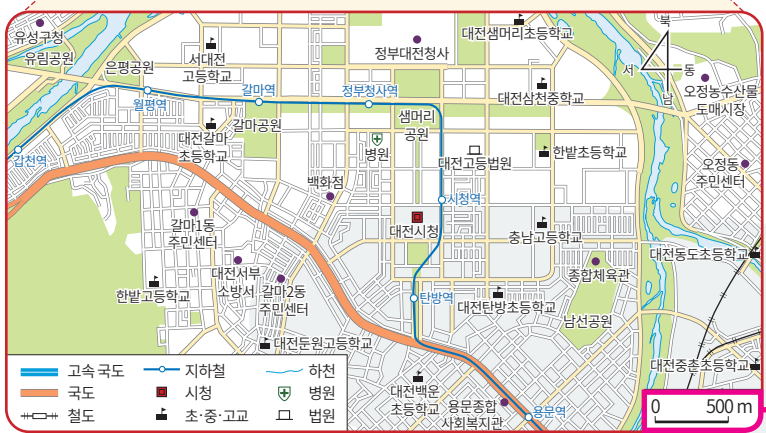 유성구청
유림공원
은평공원
서대전
고등학교
정부대전청사
대전샘머리초등학교
북
서
동
남
오정농수산물
도매시장
월평역
갈마역
정부청사역
대전삼천중학교
갑천역
대전갈마
초등학교
갈마공원
샘머리
공원
병원
대전고등법원
한밭초등학교
오정동
주민센터
백화점
시청역
갈마1동
주민센터
대전시청
충남고등학교
대전동도초등학교
대전서부
소방서
갈마2동
주민센터
한밭고등학교
종합체육관
탄방역
대전탄방초등학교
남선공원
대전둔원고등학교
대전중촌초등학교
고속 국도
지하철
하천
국도
시청
병원
철도
초·중·고교
법원
대전백운
초등학교
용문종합
사회복지관
용문역
0 500 m